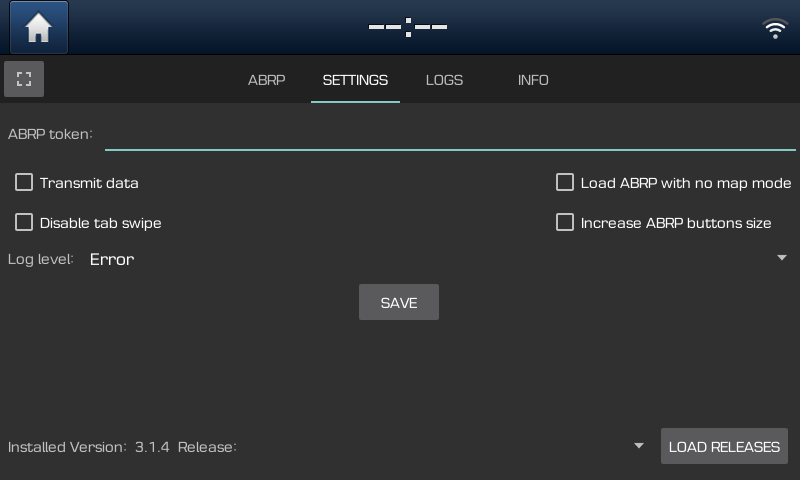 --:--
ABRP SETTINGS LOGS INFO
ABRP token:
Transmit data Load ABRP with no map mode
Disable tab swipe Increase ABRP buttons size
Log level: Error
SAVE
Installed Version: 3.1.4 Release: LOAD RELEASES